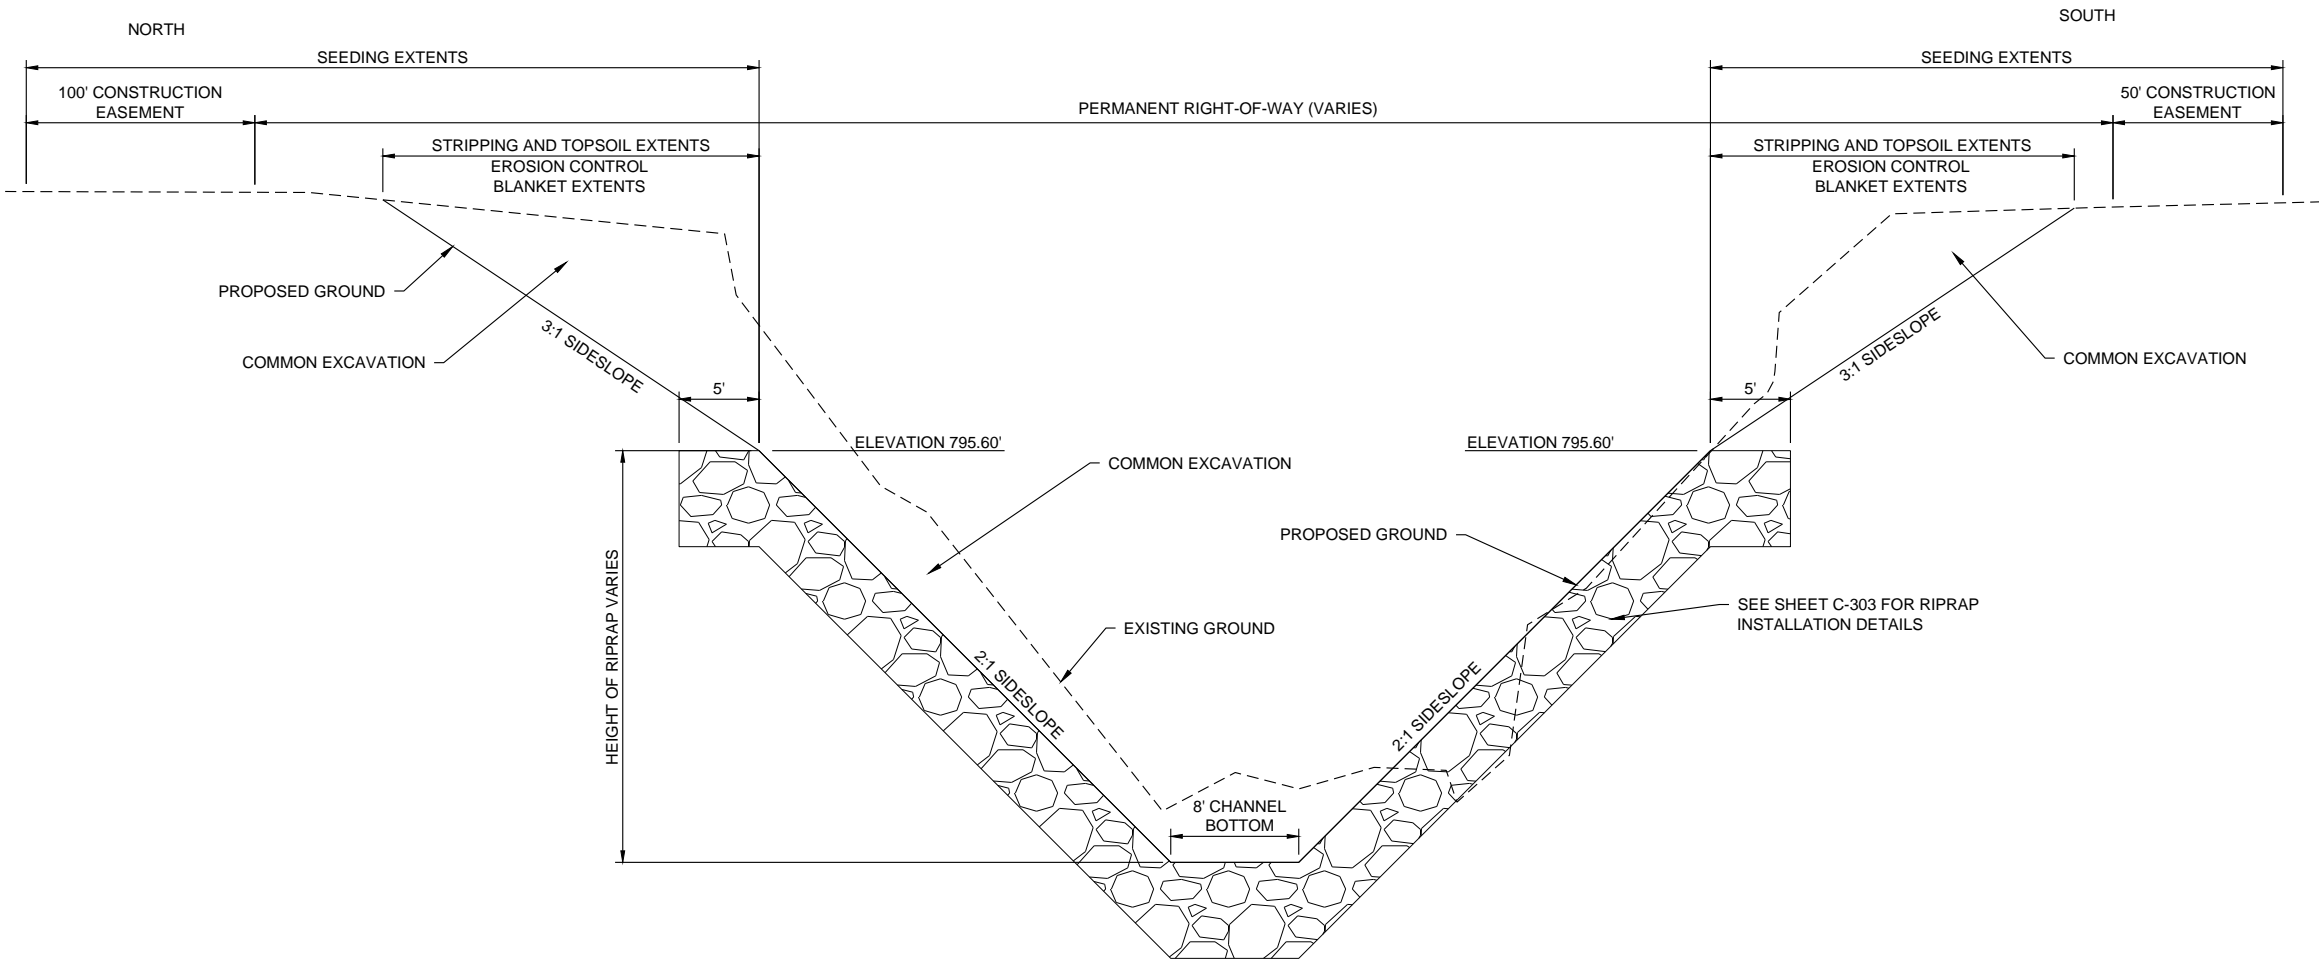 NORTH
SOUTH
SEEDING EXTENTS
SEEDING EXTENTS
100' CONSTRUCTION
EASEMENT
PERMANENT RIGHT-OF-WAY (VARIES)
50' CONSTRUCTION
EASEMENT
STRIPPING AND TOPSOIL EXTENTS
EROSION CONTROL
BLANKET EXTENTS
STRIPPING AND TOPSOIL EXTENTS
EROSION CONTROL
BLANKET EXTENTS
PROPOSED GROUND
COMMON EXCAVATION
3:1 SIDESLOPE
3:1 SIDESLOPE
COMMON EXCAVATION
5'
5'
ELEVATION 795.60'
ELEVATION 795.60'
COMMON EXCAVATION
PROPOSED GROUND
HEIGHT OF RIPRAP VARIES
EXISTING GROUND
SEE SHEET C-303 FOR RIPRAP
INSTALLATION DETAILS
2:1 SIDESLOPE
2:1 SIDESLOPE
8' CHANNEL
BOTTOM